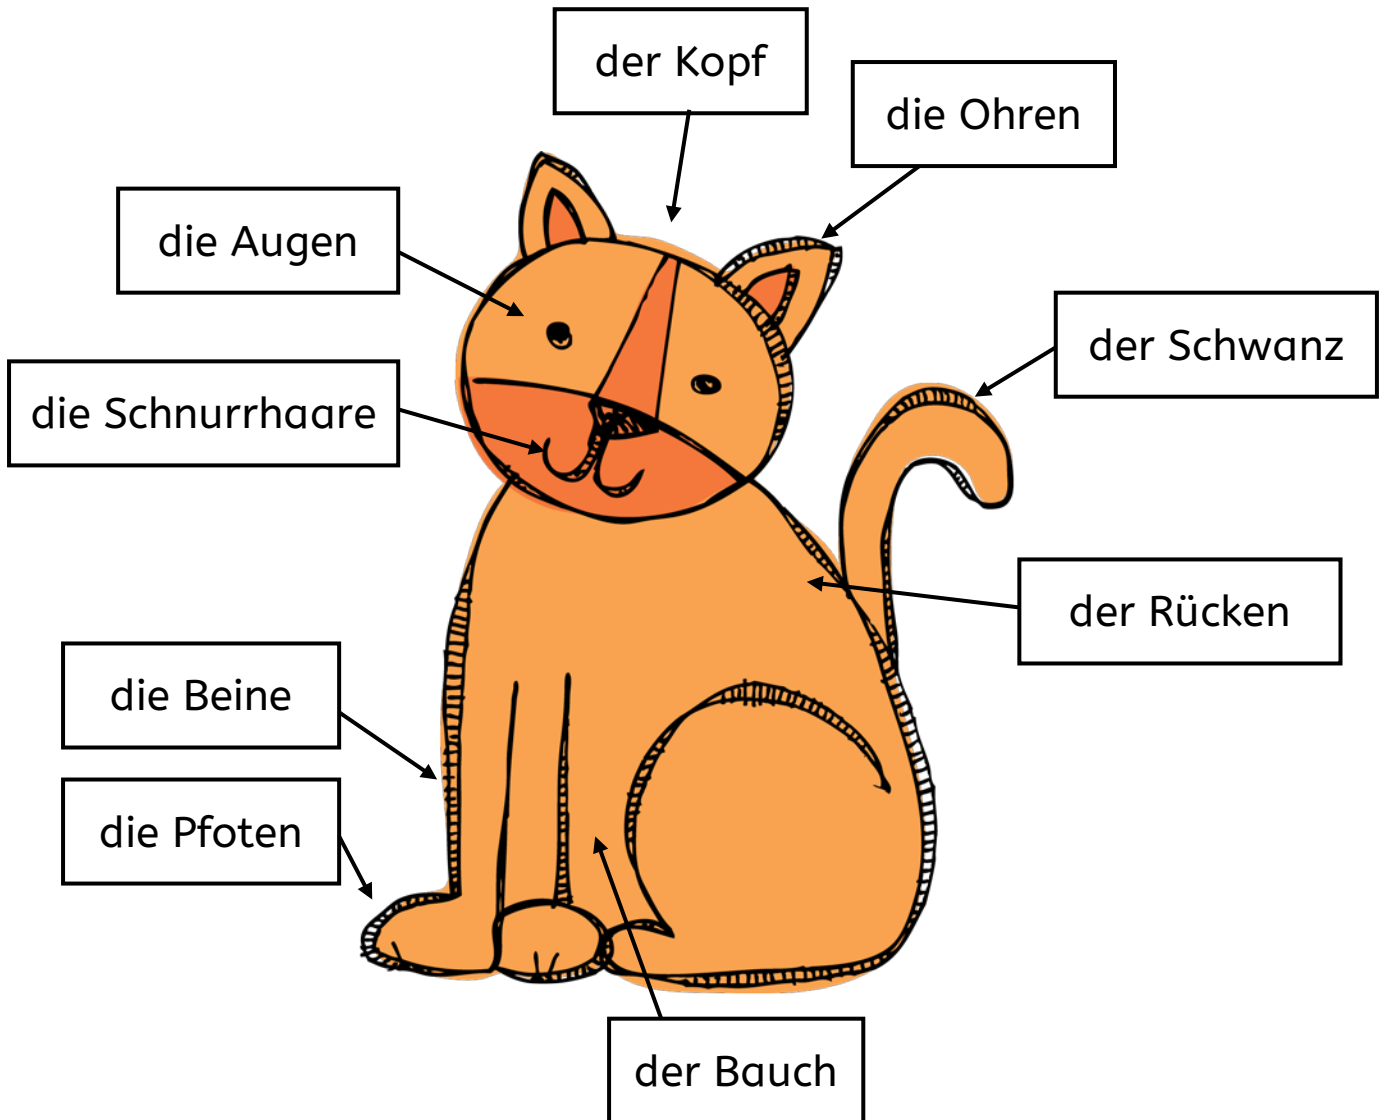 der Kopf
die Ohren
die Augen
der Schwanz
die Schnurrhaare
der Rücken
die Beine
die Pfoten
der Bauch